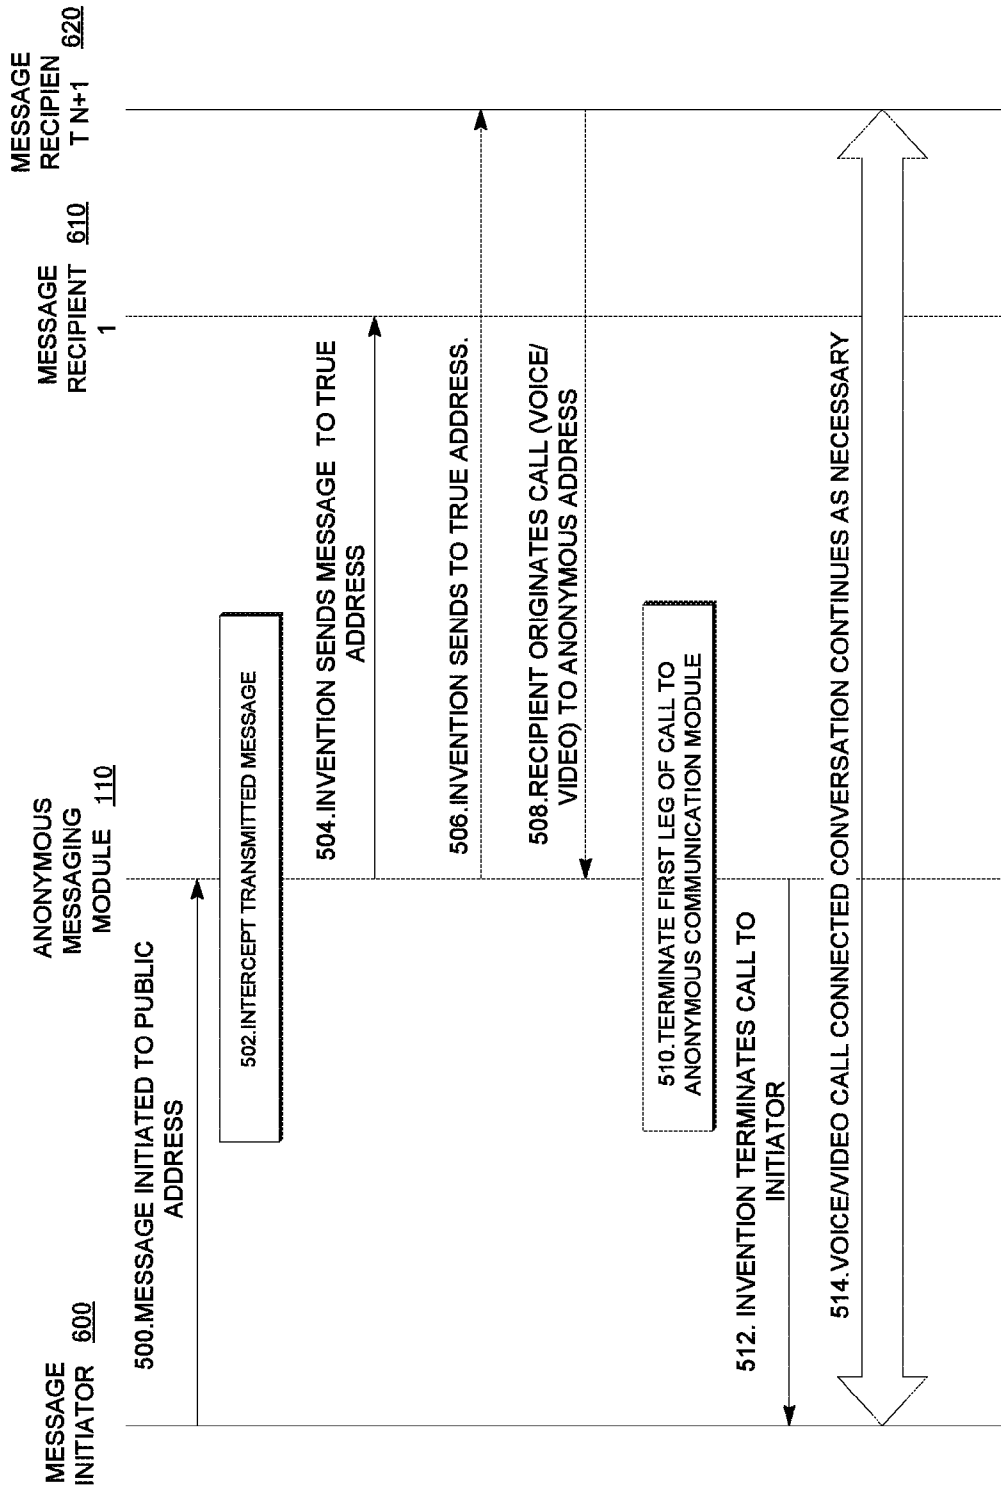 MESSAGE
INITIATOR 600
ANONYMOUS
MESSAGING
MODULE 110
MESSAGE
RECIPIENT 610
1
MESSAGE
RECIPIEN
T N+1 620
500.MESSAGE INITIATED TO PUBLIC
ADDRESS
502.INTERCEPT TRANSMITTED MESSAGE
504.INVENTION SENDS MESSAGE TO TRUE
ADDRESS
506.INVENTION SENDS TO TRUE ADDRESS.
508.RECIPIENT ORIGINATES CALL (VOICE/
VIDEO) TO ANONYMOUS ADDRESS
510.TERMINATE FIRST LEG OF CALL TO
ANONYMOUS COMMUNICATION MODULE
512. INVENTION TERMINATES CALL TO
INITIATOR
514.VOICE/VIDEO CALL CONNECTED CONVERSATION CONTINUES AS NECESSARY